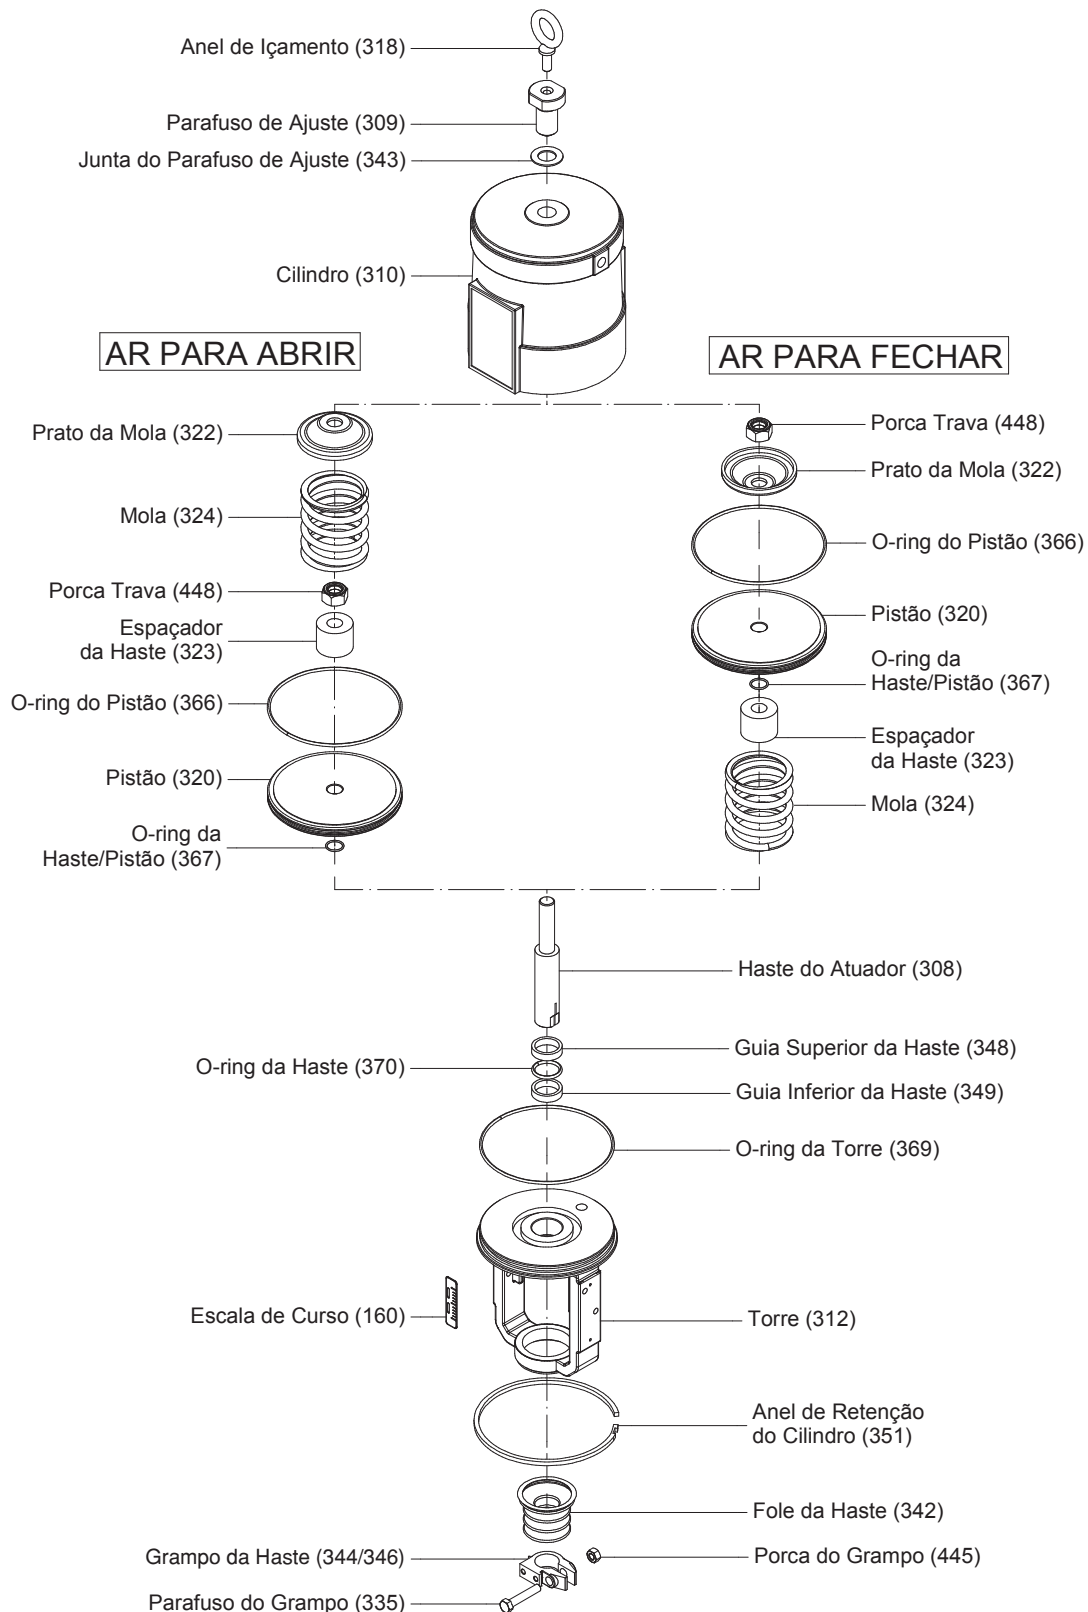 Anel de Içamento (318)
Parafuso de Ajuste (309)
Junta do Parafuso de Ajuste (343)
Cilindro (310)
AR PARA ABRIR
Prato da Mola (322)
Mola (324)
Porca Trava (448)
Espaçador
da Haste (323)
O-ring do Pistão (366)
Pistão (320)
O-ring da
Haste/Pistão (367)
AR PARA FECHAR
Porca Trava (448)
Prato da Mola (322)
O-ring do Pistão (366)
Pistão (320)
O-ring da
Haste/Pistão (367)
Espaçador
da Haste (323)
Mola (324)
Haste do Atuador (308)
Guia Superior da Haste (348)
O-ring da Haste (370)
Guia Inferior da Haste (349)
O-ring da Torre (369)
Escala de Curso (160)
Torre (312)
Anel de Retenção
do Cilindro (351)
Fole da Haste (342)
Grampo da Haste (344/346)
Porca do Grampo (445)
Parafuso do Grampo (335)